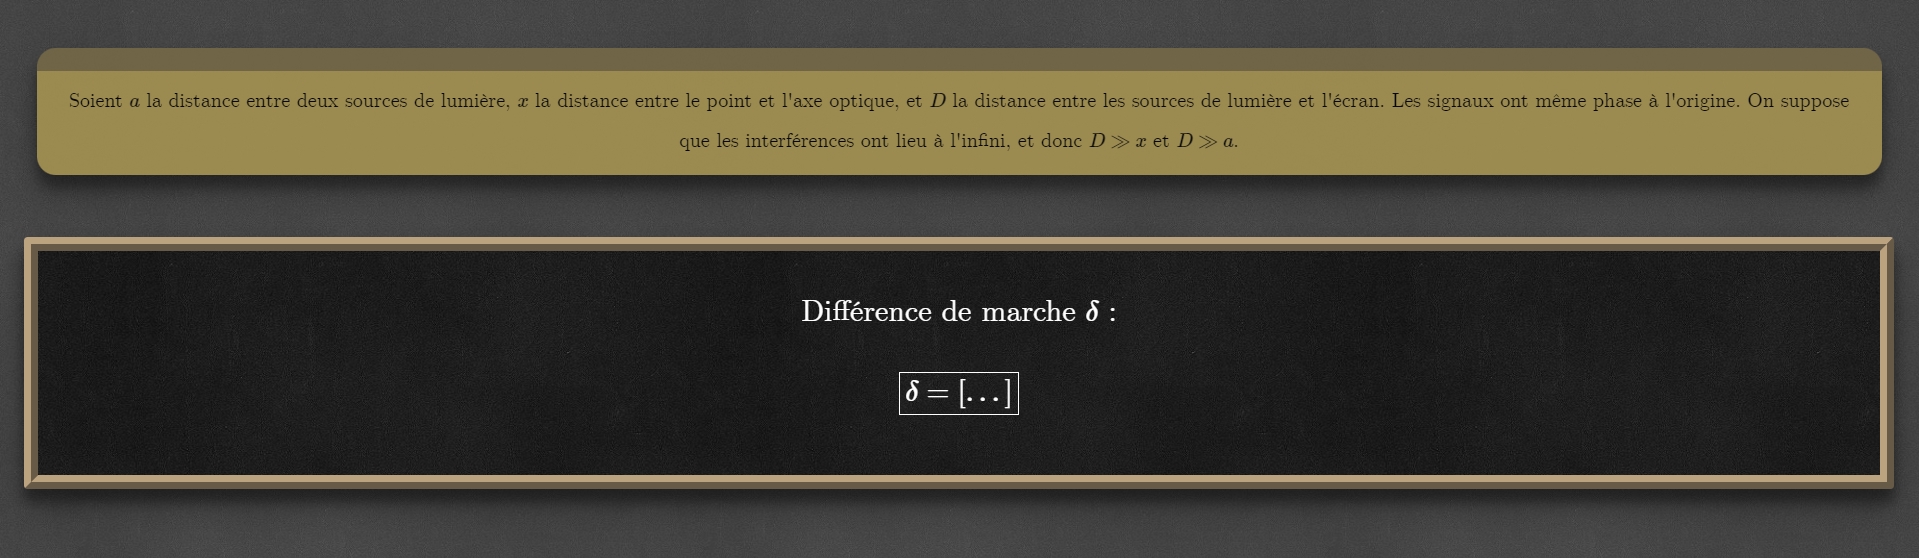 Soient a la distance entre deux sources de lumière, x la distance entre le point et l'axe optique, et D la distance entre les sources de lumière et l'écran. Les signaux ont même phase à l'origine. On suppose
que les interférences ont lieu à l'infini, et donc D ≫ x et D ≫ a.
Différence de marche δ :
δ = [...]